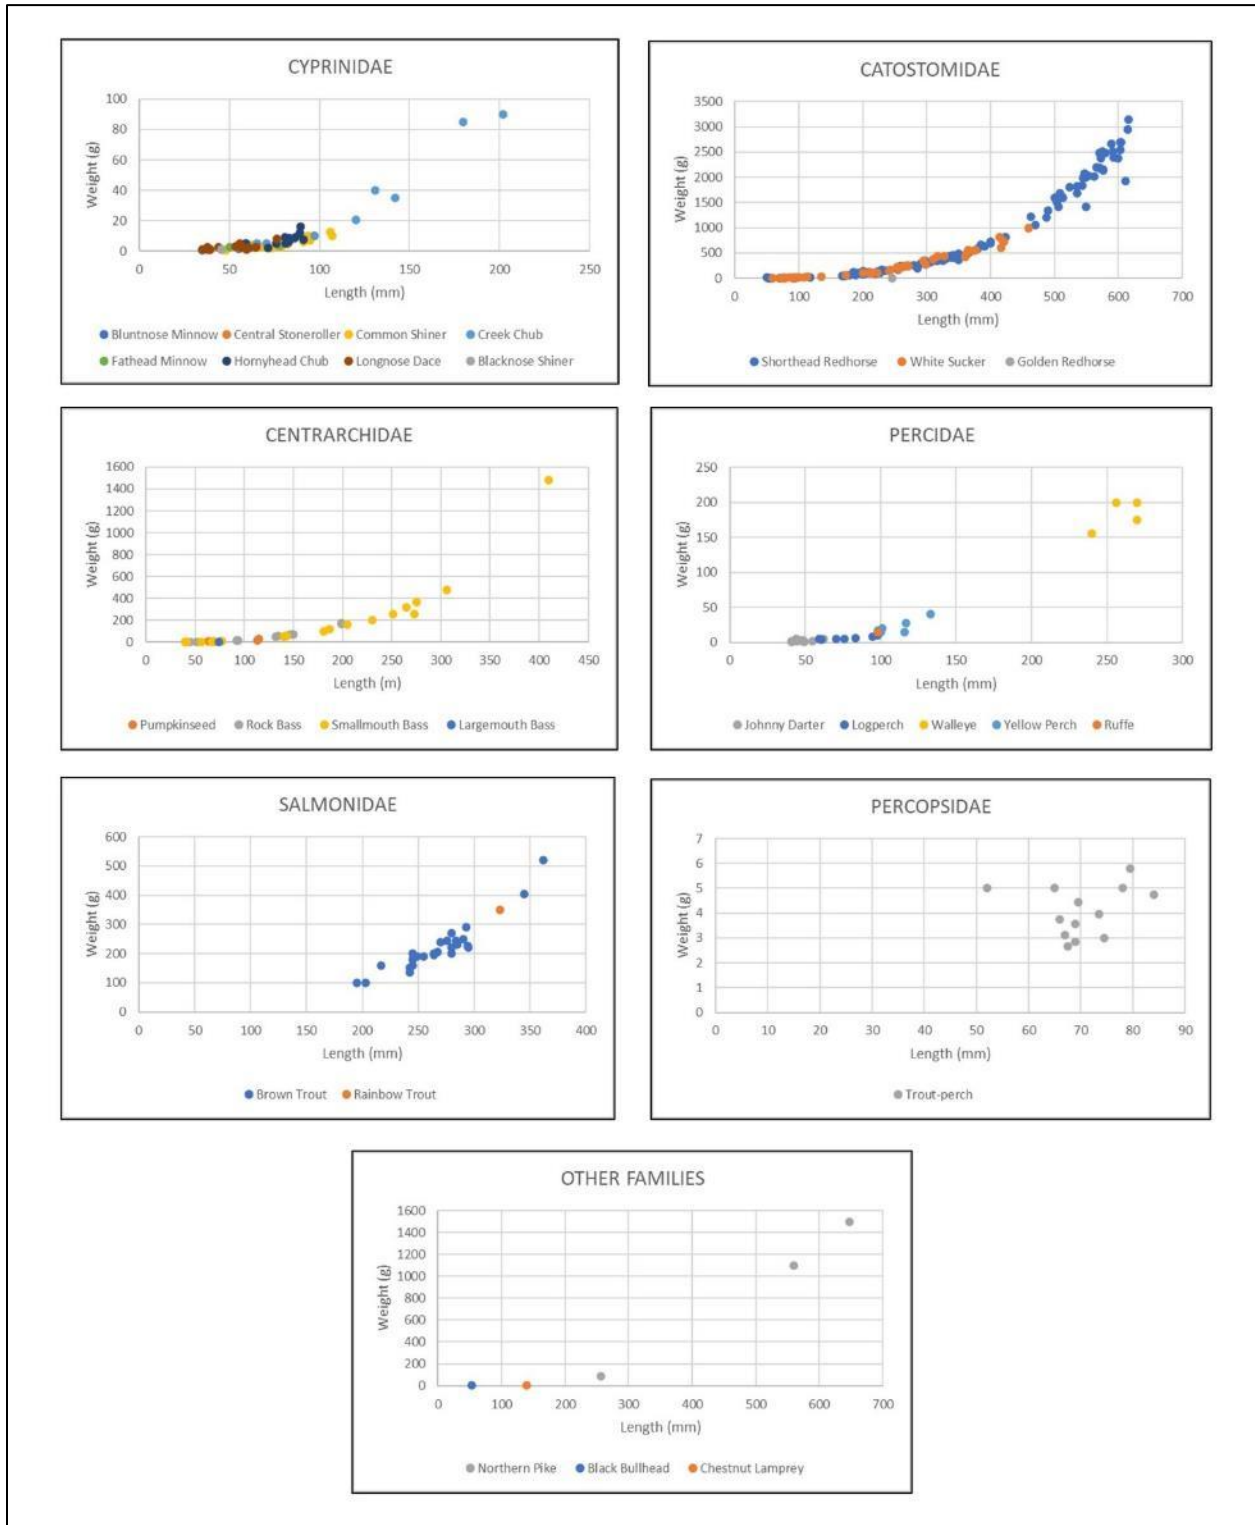 CYPRINIDAE
Weight (g)
100
80
60
40
20
0
0 50 100 150 200 250
Length (mm)
Bluntnose Minnow Central Stoneroller Common Shiner Creek Chub
Fathead Minnow Hornyhead Chub Longnose Dace Blacknose Shiner
CATOSTOMIDAE
Weight (g)
3500
3000
2500
2000
1500
1000
500
0
0 100 200 300 400 500 600 700
Length (mm)
Shorthead Redhorse White Sucker Golden Redhorse
CENTRARCHIDAE
Weight (g)
1600
1400
1200
1000
800
600
400
200
0
0 50 100 150 200 250 300 350 400 450
Length (m)
Pumpkinseed Rock Bass Smallmouth Bass Largemouth Bass
PERCIDAE
Weight (g)
250
200
150
100
50
0
0 50 100 150 200 250 300
Length (mm)
Johnny Darter Logperch Walleye Yellow Perch Ruffe
SALMONIDAE
Weight (g)
600
500
400
300
200
100
0
0 50 100 150 200 250 300 350 400
Length (mm)
Brown Trout Rainbow Trout
PERCOPSIDAE
Weight (g)
7
6
5
4
3
2
1
0
0 10 20 30 40 50 60 70 80 90
Length (mm)
Trout-perch
OTHER FAMILIES
Weight (g)
1600
1400
1200
1000
800
600
400
200
0
0 100 200 300 400 500 600 700
Length (mm)
Northern Pike Black Bullhead Chestnut Lamprey